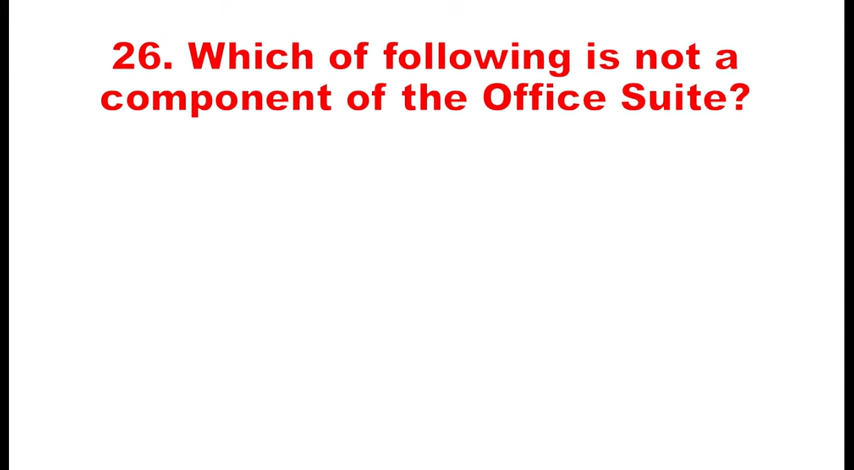 26. Which of following is not a
component of the Office Suite?